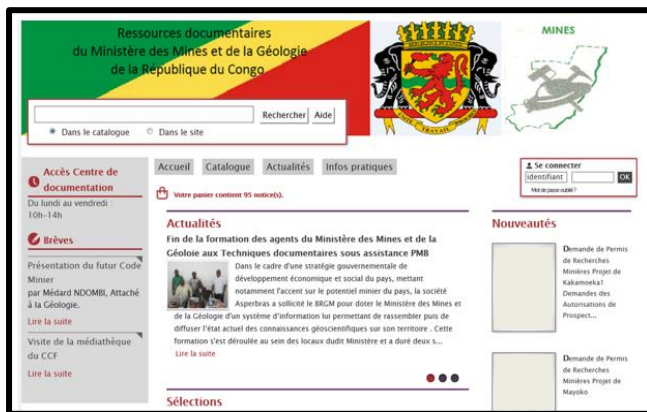 Ressources documentaires
du Ministère des Mines et de la Géologie
de la République du Congo
MINES
Rechercher Aide
Dans le catalogue Dans le site
Accueil Catalogue Actualités Infos pratiques
Votre panier contient 95 notice(s).
Se connecter
identifiant OK
Mot de passe oublié ?
Accès Centre de
documentation
Du lundi au vendredi :
10h-14h
Brèves
Présentation du futur Code
Minier
par Médard NDOMBI, Attaché
à la Géologie.
Lire la suite
Visite de la médiathèque
du CCF
Lire la suite
Actualités
Fin de la formation des agents du Ministère des Mines et de la
Géoloie aux Techniques documentaires sous assistance PMB
Dans le cadre d'une stratégie gouvernementale de
développement économique et social du pays, mettant
notamment l'accent sur le potentiel minier du pays, la société
Asperbras a sollicité le BRGM pour doter le Ministère des Mines et
de la Géologie d'un système d'information lui permettant de rassembler puis de
diffuser l'état actuel des connaissances géoscientifiques sur son territoire . Cette
formation s'est déroulée au sein des locaux dudit Ministère et a duré deux s...
Lire la suite
Sélections
Nouveautés
Demande de Permis
de Recherches
Minières Projet de
Kakamoeka1
Demandes des
Autorisations de
Prospect...
Demande de Permis
de Recherches
Minières Projet de
Mayoko